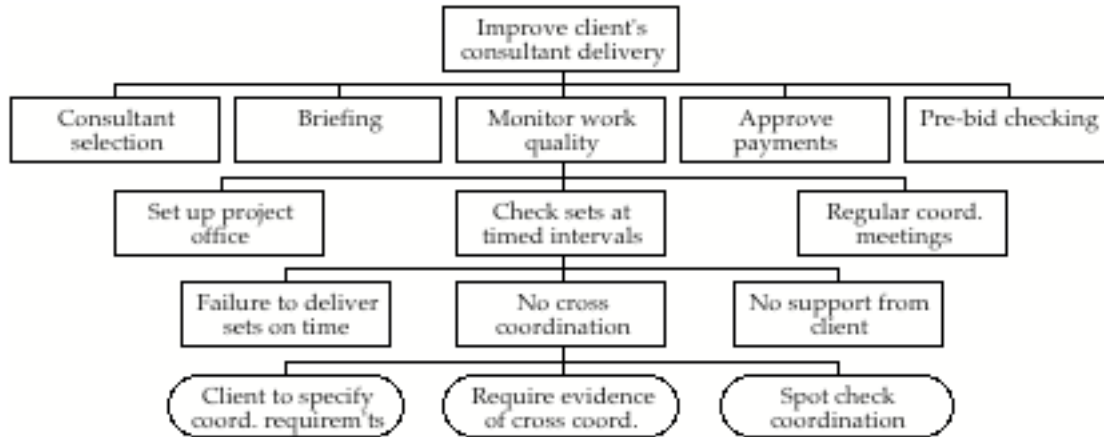 Improve client's
consultant delivery
Consultant
selection
Briefing
Monitor work
quality
Approve
payments
Pre-bid checking
Set up project
office
Check sets at
timed intervals
Regular coord.
meetings
Failure to deliver
sets on time
No cross
coordination
No support from
client
Client to specify
coord. requirem'ts
Require evidence
of cross coord.
Spot check
coordination